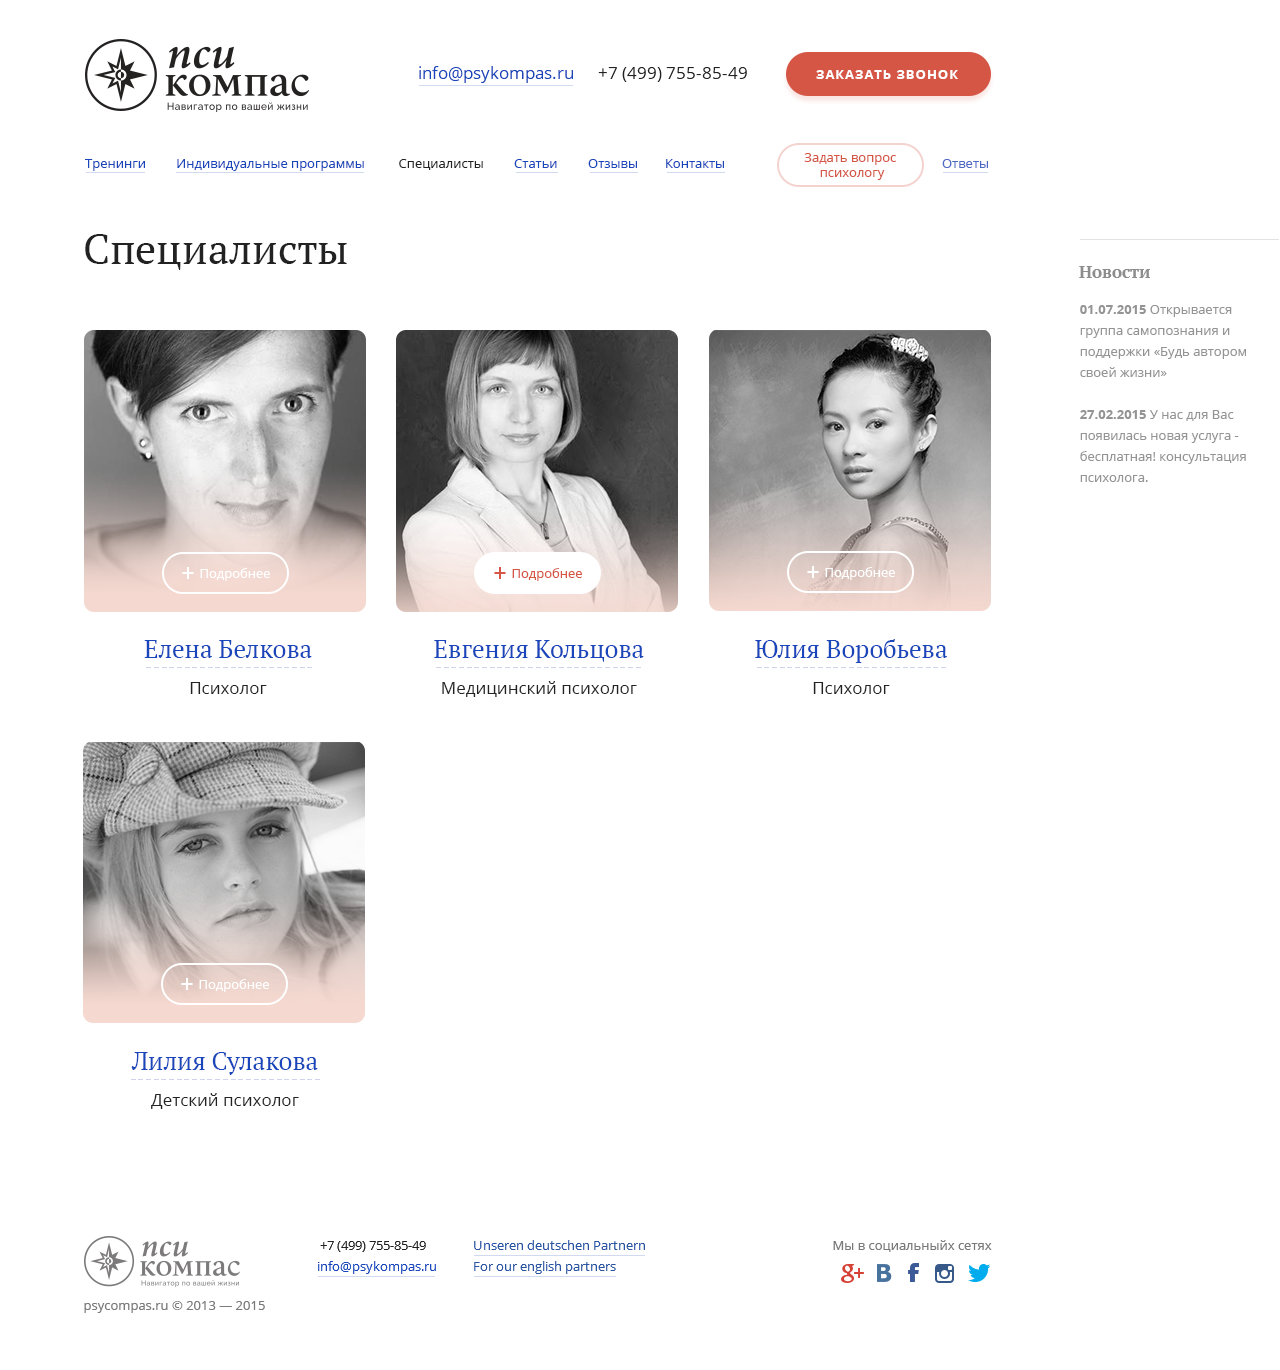 пси
компас
Навигатор по вашей жизни
info@psykompas.ru
+7 (499) 755-85-49
ЗАКАЗАТЬ ЗВОНОК
Тренинги
Индивидуальные программы
Специалисты
Статьи
Отзывы
Контакты
Задать вопрос
психологу
Ответы
Специалисты
Новости
01.07.2015 Открывается
группа самопознания и
поддержки «Будь автором
своей жизни»
27.02.2015 У нас для Вас
появилась новая услуга -
бесплатная! консультация
психолога.
+ Подробнее
+ Подробнее
+ Подробнее
Елена Белкова
Евгения Кольцова
Юлия Воробьева
Психолог
Медицинский психолог
Психолог
+ Подробнее
Лилия Сулакова
Детский психолог
пси
компас
Навигатор по вашей жизни
psycompas.ru © 2013 — 2015
+7 (499) 755-85-49
info@psykompas.ru
Unseren deutschen Partnern
For our english partners
Мы в социальныйх сетях